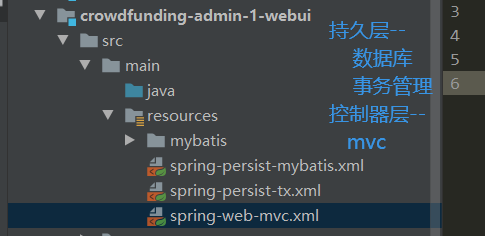 crowdfunding-admin-1-webui
src
main
java
resources
mybatis
spring-persist-mybatis.xml
spring-persist-tx.xml
spring-web-mvc.xml
持久层--
数据库
事务管理
控制器层--
mvc
3
4
5
6